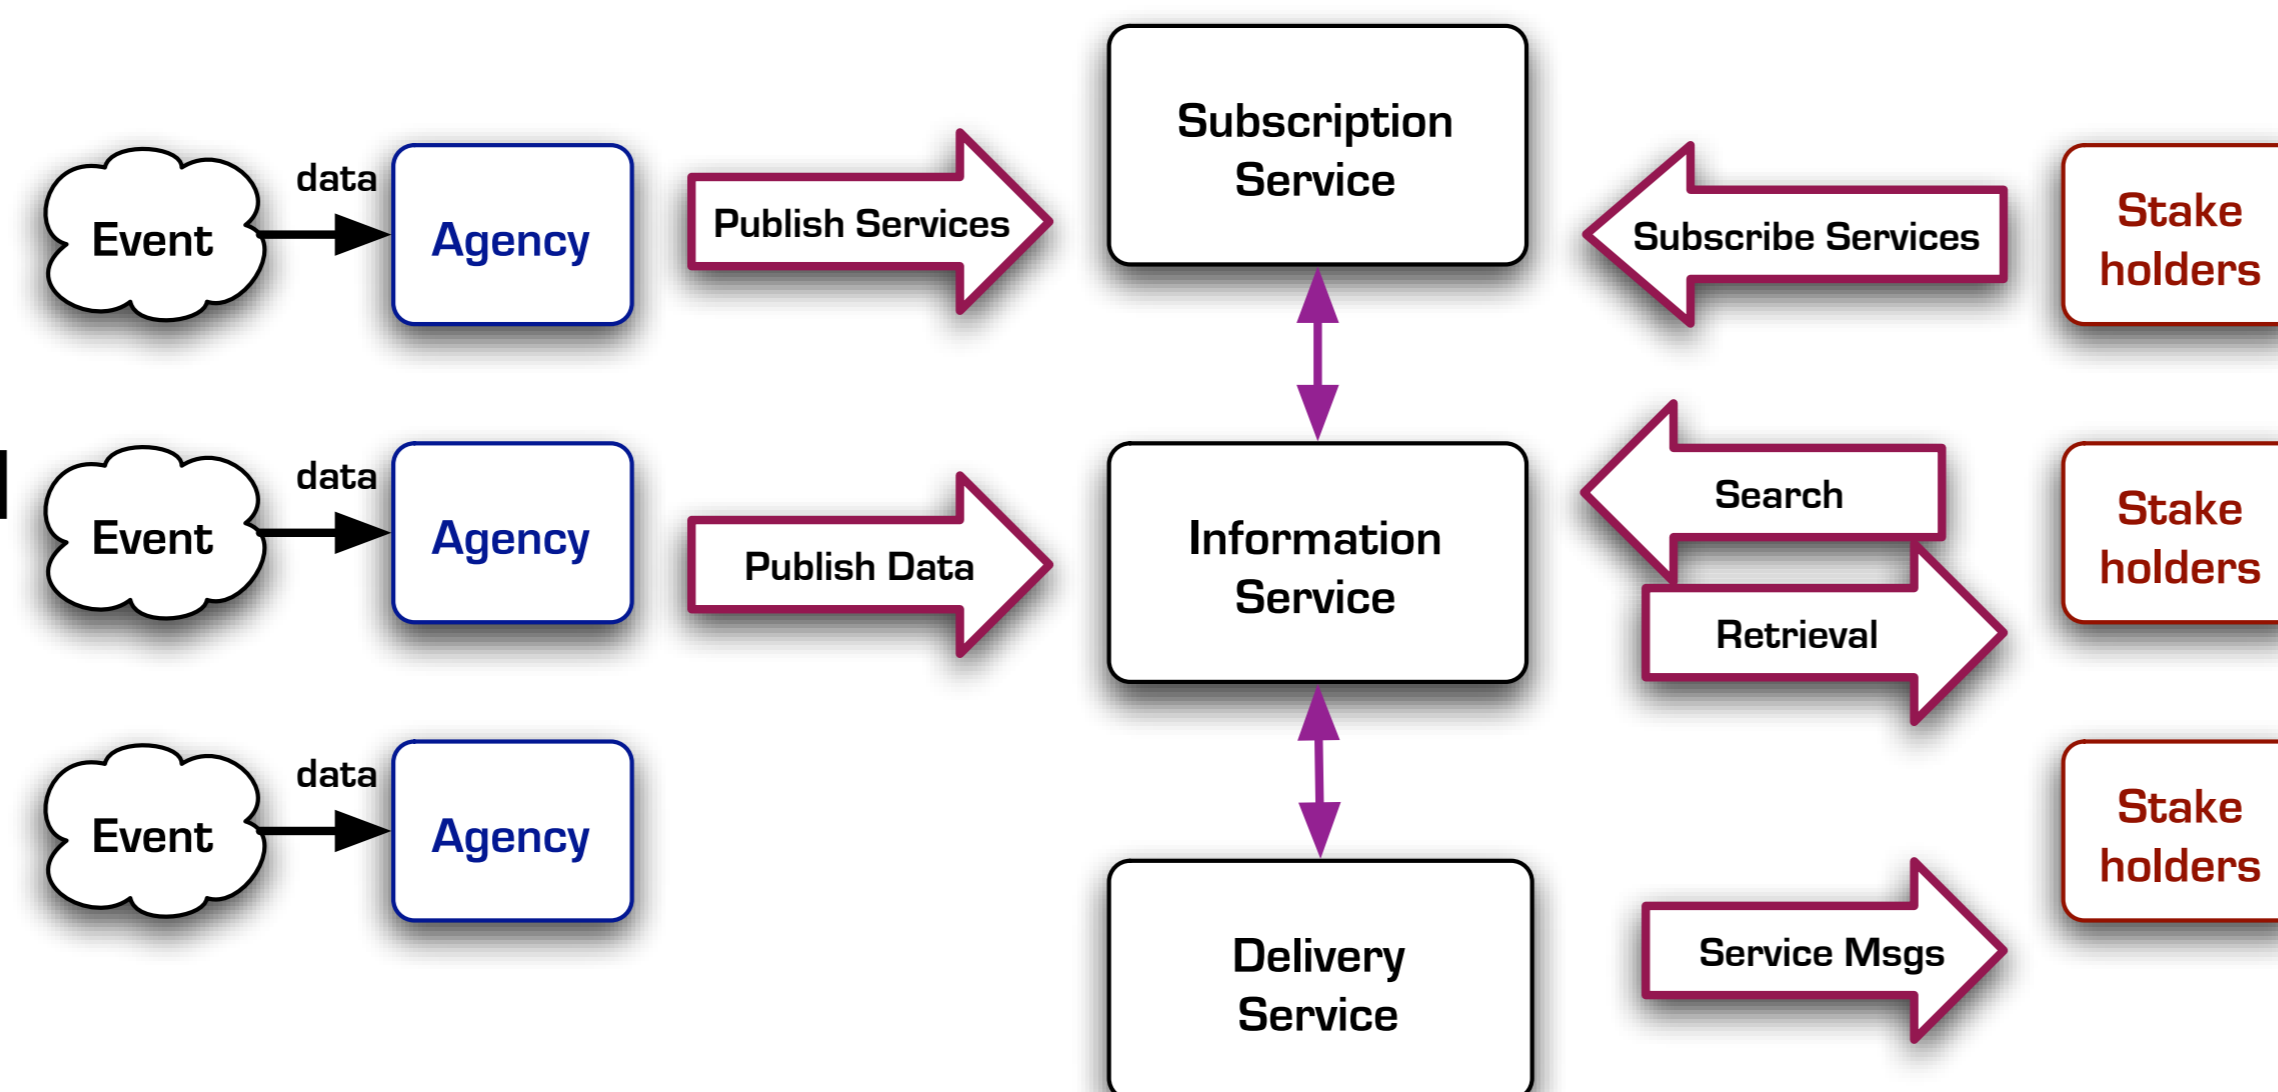 Subscription
Service
data
Event
Agency
Publish Services
Subscribe Services
Stake
holders
data
Event
Agency
Publish Data
Information
Service
Search
Retrieval
Stake
holders
data
Event
Agency
Delivery
Service
Service Msgs
Stake
holders